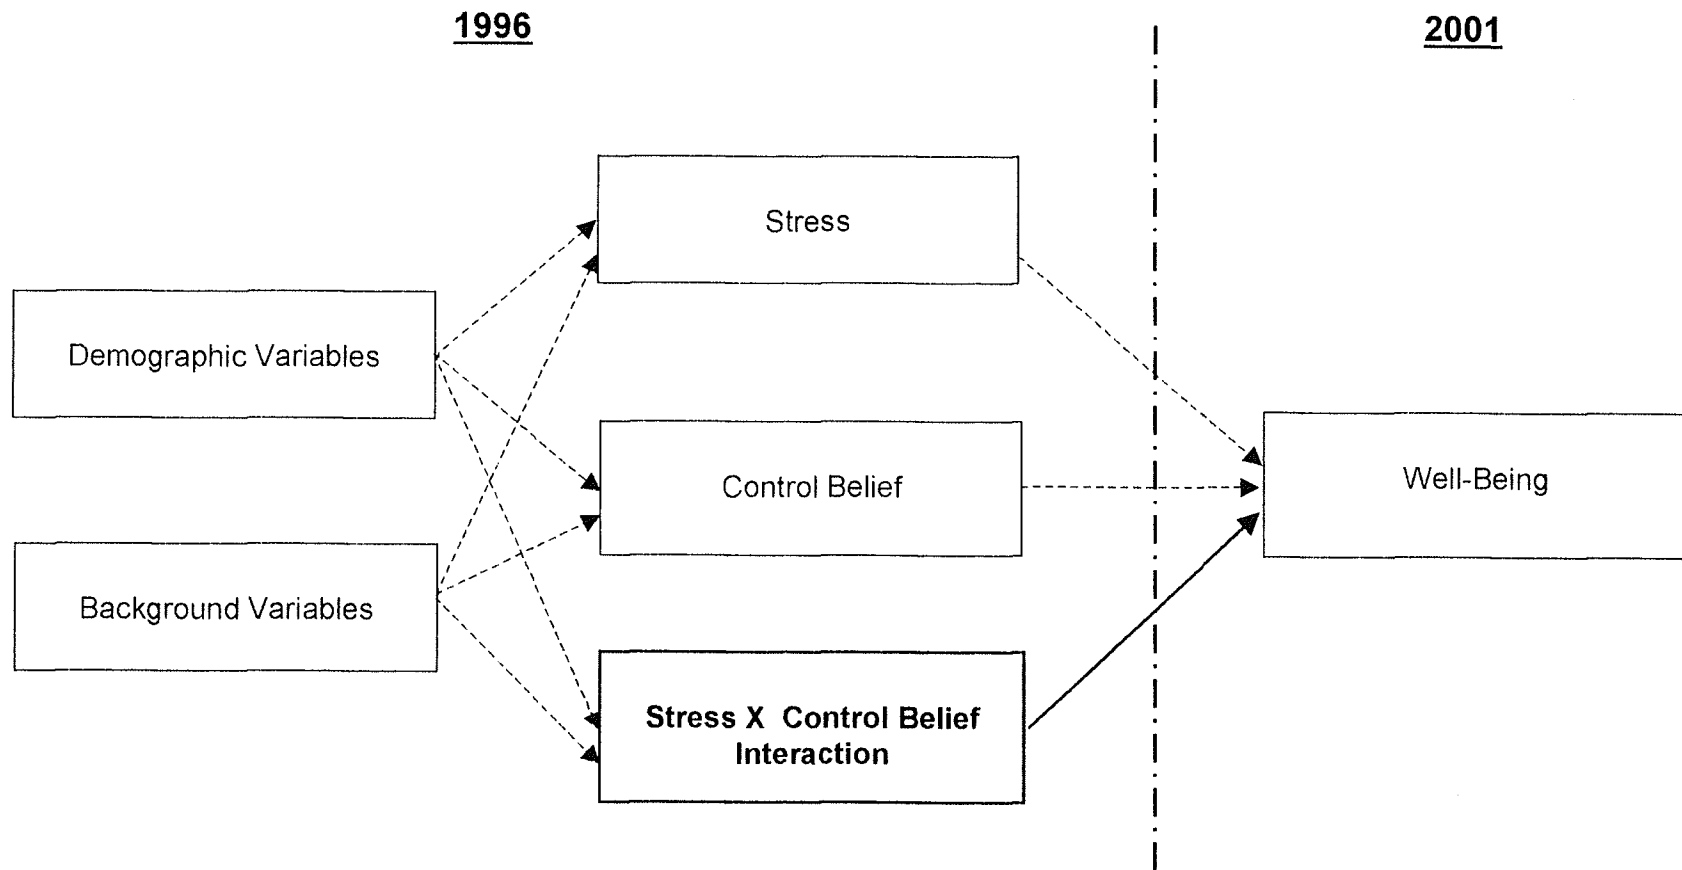 1996
2001
Stress
Demographic Variables
Control Belief
Well-Being
Background Variables
Stress X Control Belief
Interaction